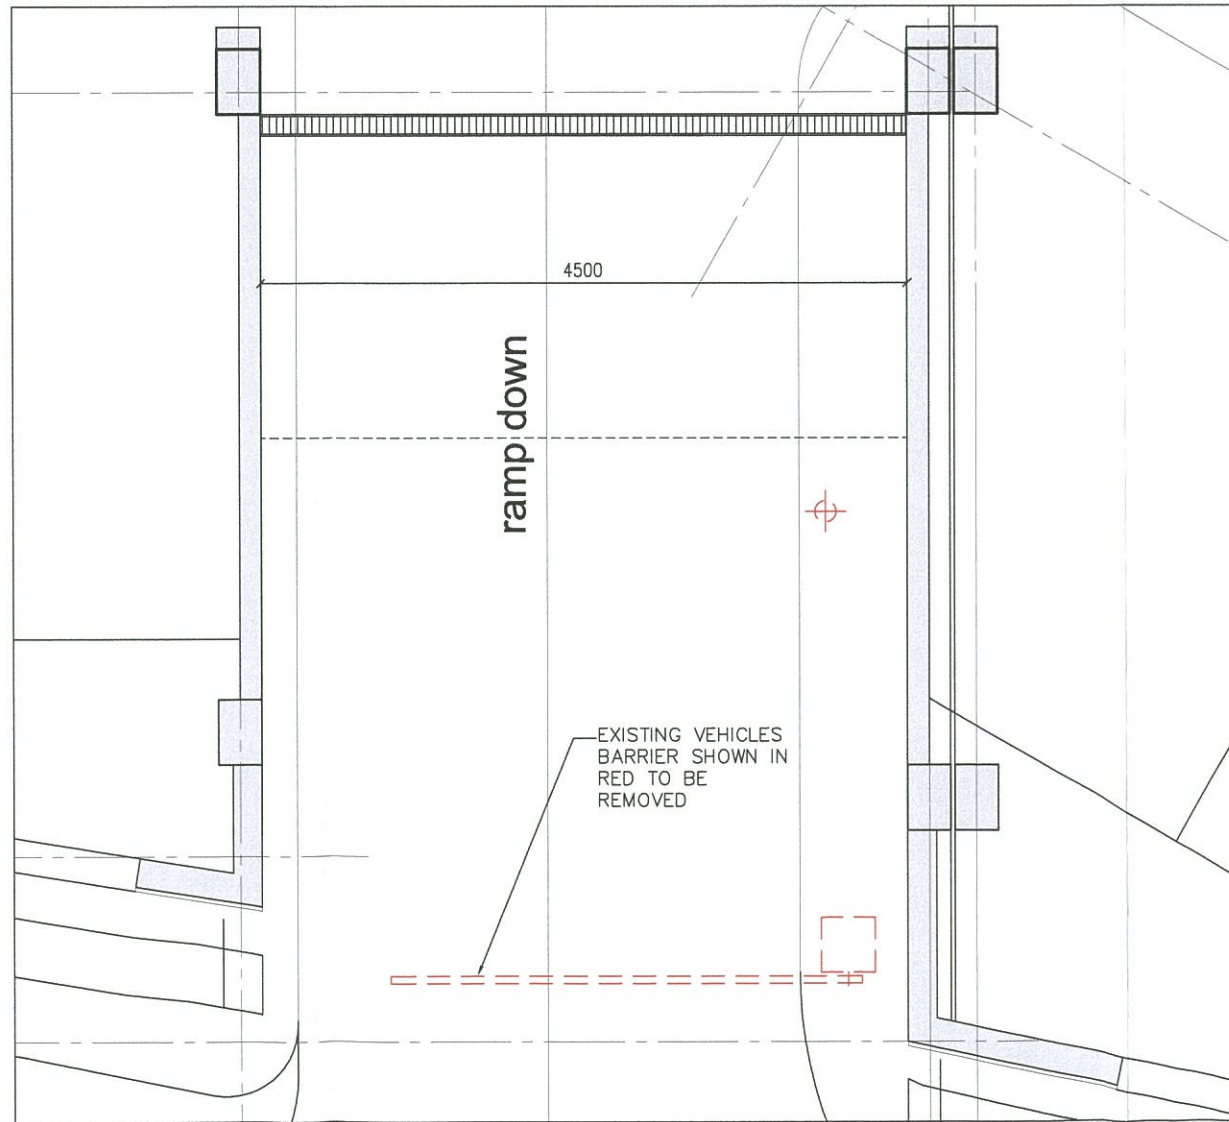 4500
ramp down
EXISTING VEHICLES
BARRIER SHOWN IN
RED TO BE
REMOVED